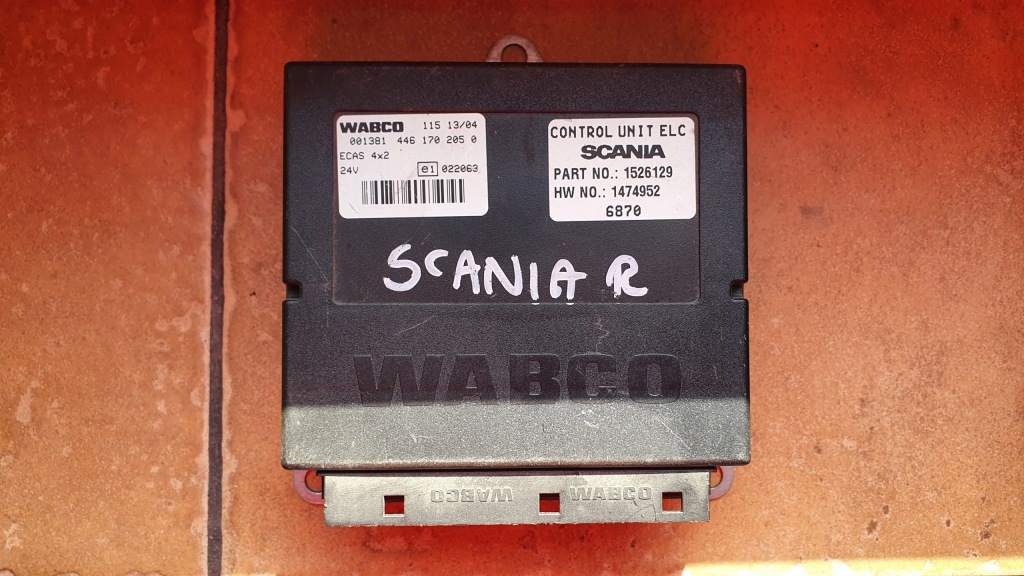 WABCO 115 13/04
001381 446 170 205 0
ECAS 4x2
24V e1 022063
CONTROL UNIT ELC
SCANIA
PART NO.: 1526129
HW NO.: 1474952
6870
SCANIA R
WABCO
WABCO WABCO